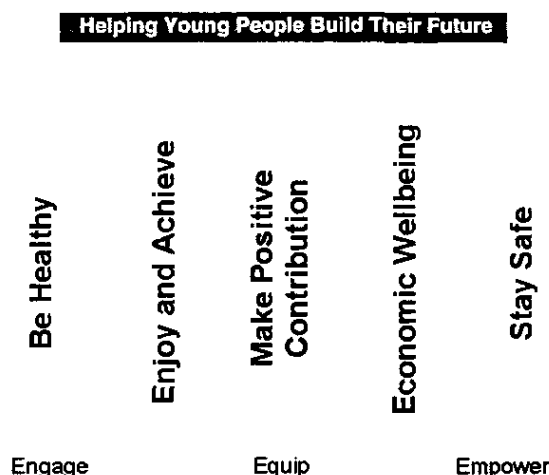 Helping Young People Build Their Future
Be Healthy
Enjoy and Achieve
Make Positive
Contribution
Economic Wellbeing
Stay Safe
Engage
Equip
Empower